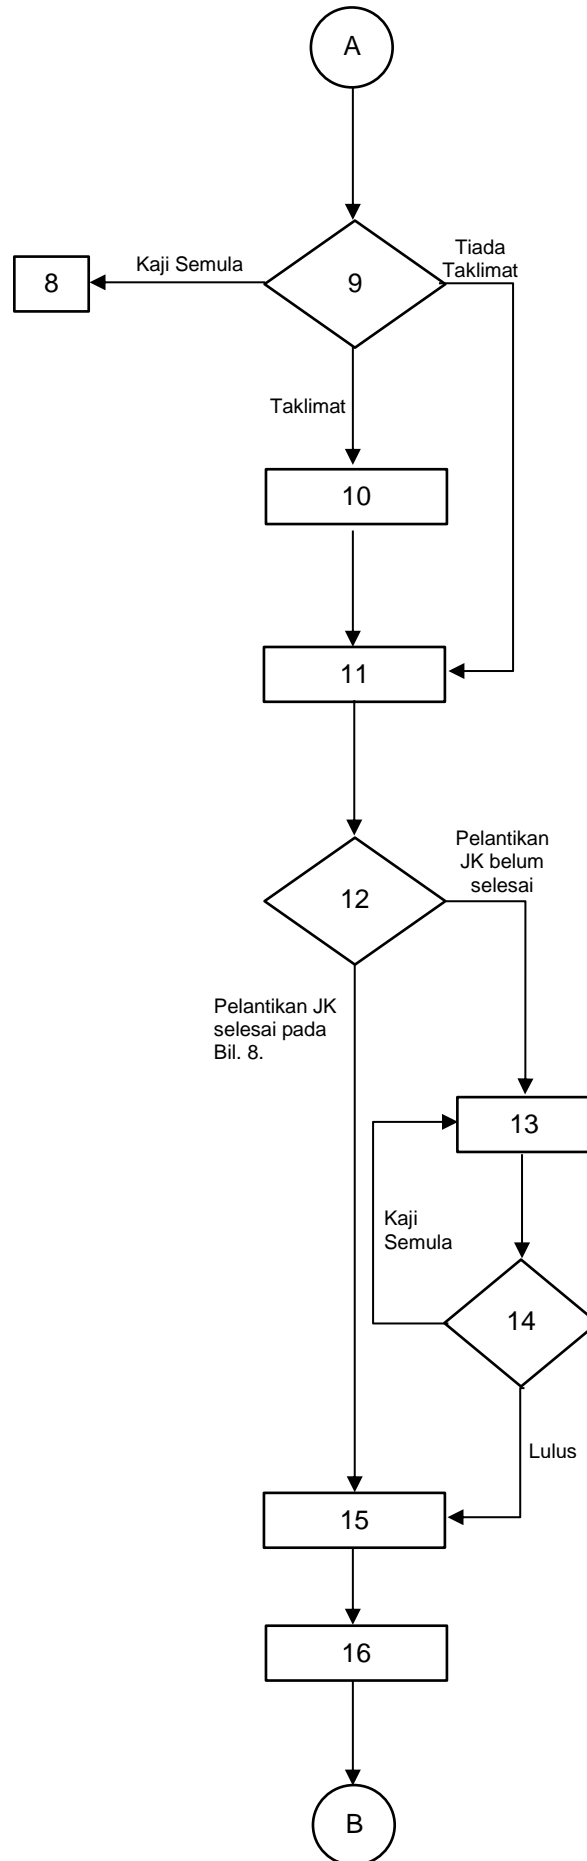 A
Tiada
Taklimat
Kaji Semula
8
9
Taklimat
10
11
Pelantikan
JK belum
selesai
12
Pelantikan JK
selesai pada
Bil. 8.
13
Kaji
Semula
14
Lulus
15
16
B